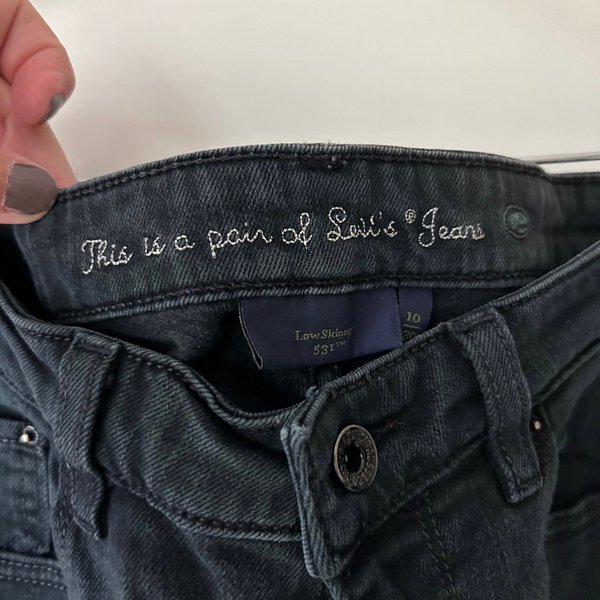 This is a pair of Levi's ® Jeans
Low Skinny
531™
10